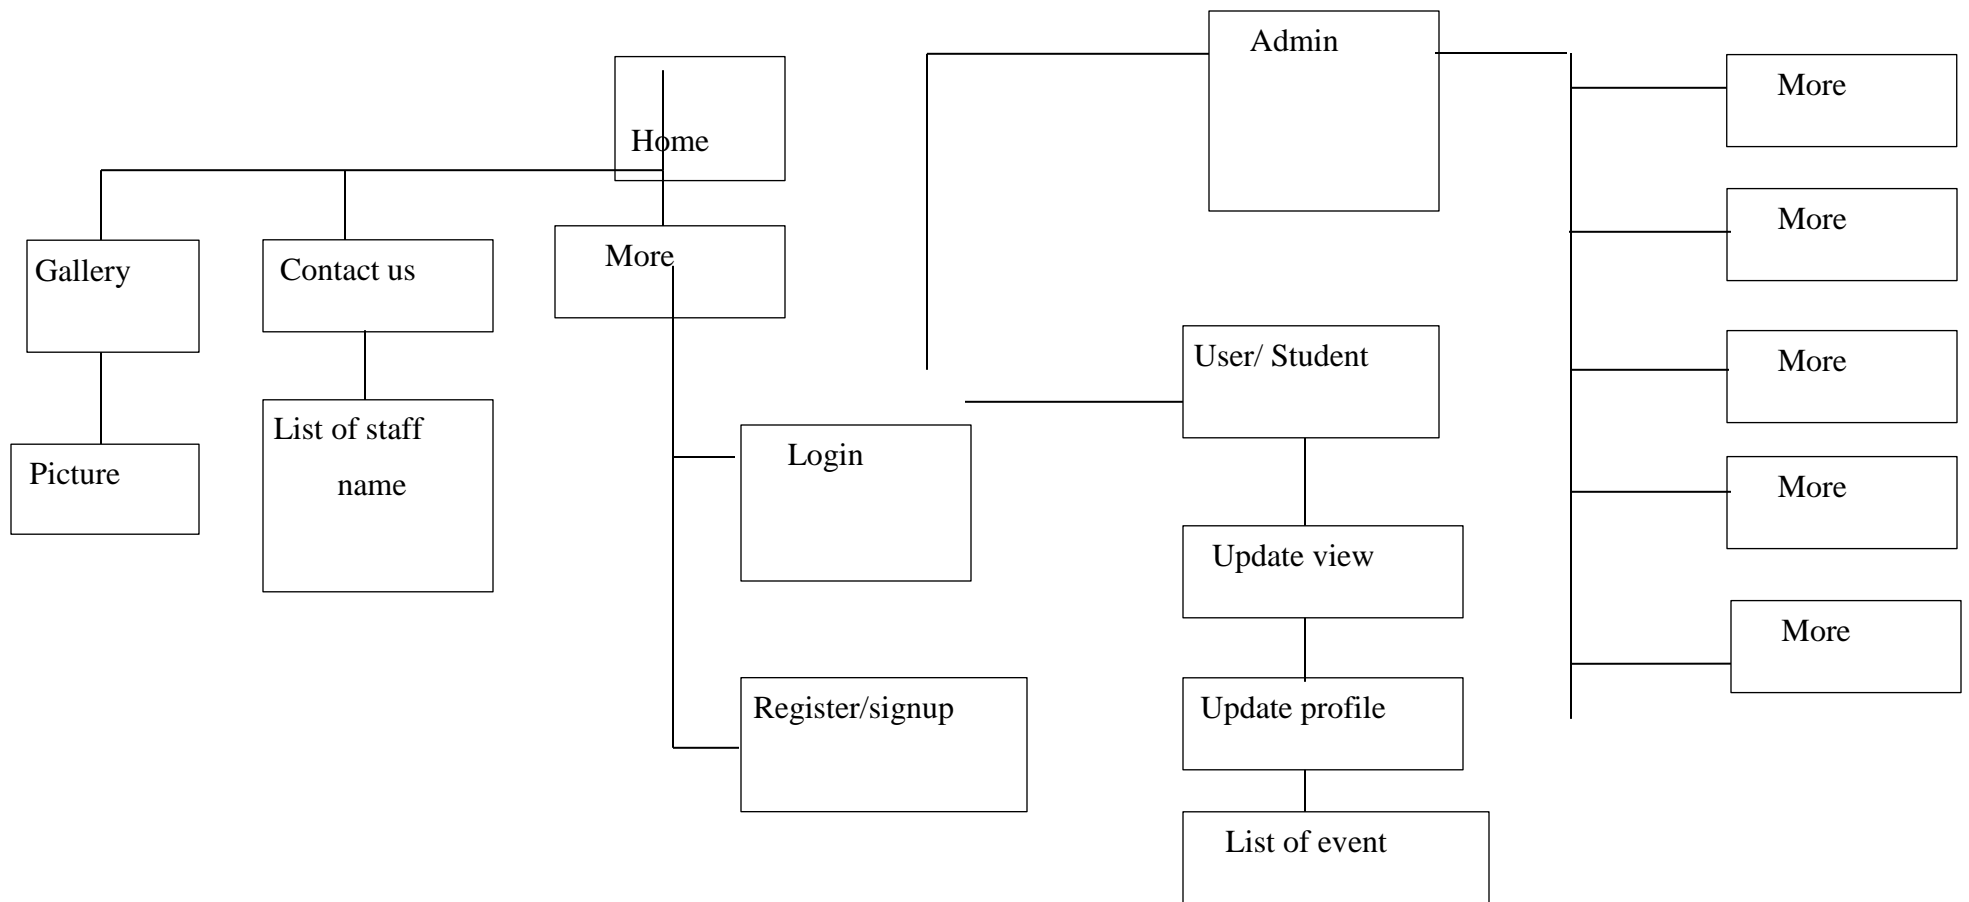 Admin
More
Home
More
More
Gallery
Contact us
User/ Student
More
List of staff
name
Picture
Login
More
Update view
More
Register/signup
Update profile
List of event